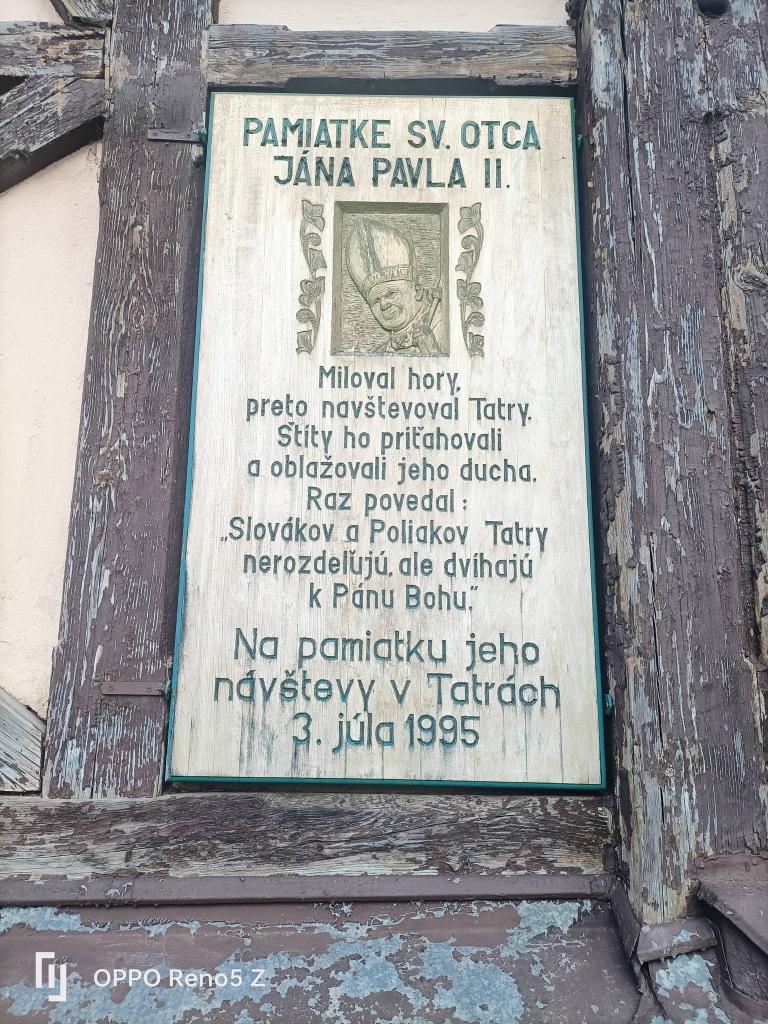 PAMIATKE SV. OTCA
JÁNA PAVLA II.
Miloval hory,
preto navštevoval Tatry.
Štíty ho priťahovali
a oblažovali jeho ducha.
Raz povedal:
„Slovákov a Poliakov Tatry
nerozdeľujú, ale dvíhajú
k Pánu Bohu."
Na pamiatku jeho
návštevy v Tatrách
3. júla 1995
OPPO Reno5 Z